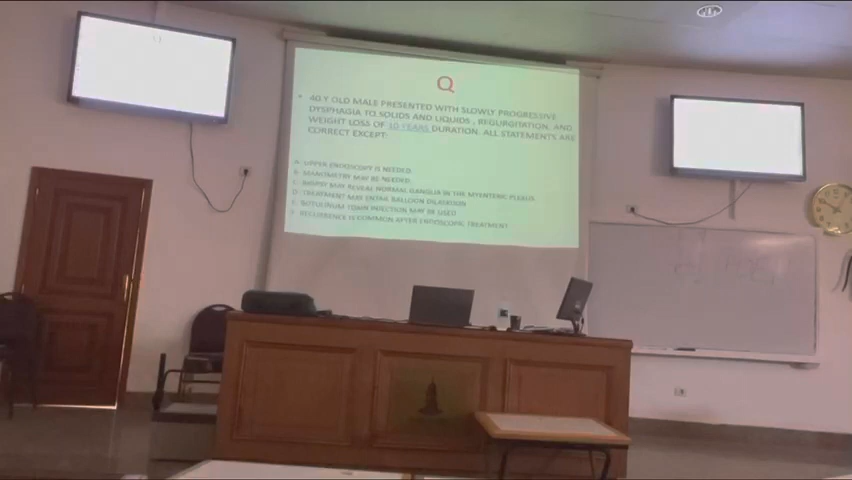 Q
• 40 Y OLD MALE PRESENTED WITH SLOWLY PROGRESSIVE
DYSPHAGIA TO SOLIDS AND LIQUIDS , REGURGITATION, AND
WEIGHT LOSS OF 10 YEARS DURATION. ALL STATEMENTS ARE
CORRECT EXCEPT:
A. UPPER ENDOSCOPY IS NEEDED.
B. MANOMETRY MAY BE NEEDED.
C. BIOPSY MAY REVEAL NORMAL GANGLIA IN THE MYENTERIC PLEXUS.
D. TREATMENT MAY ENTAIL BALLOON DILATATION
E. BOTULINUM TOXIN INJECTION MAY BE USED
F. RECURRENCE IS COMMON AFTER ENDOSCOPIC TREATMENT